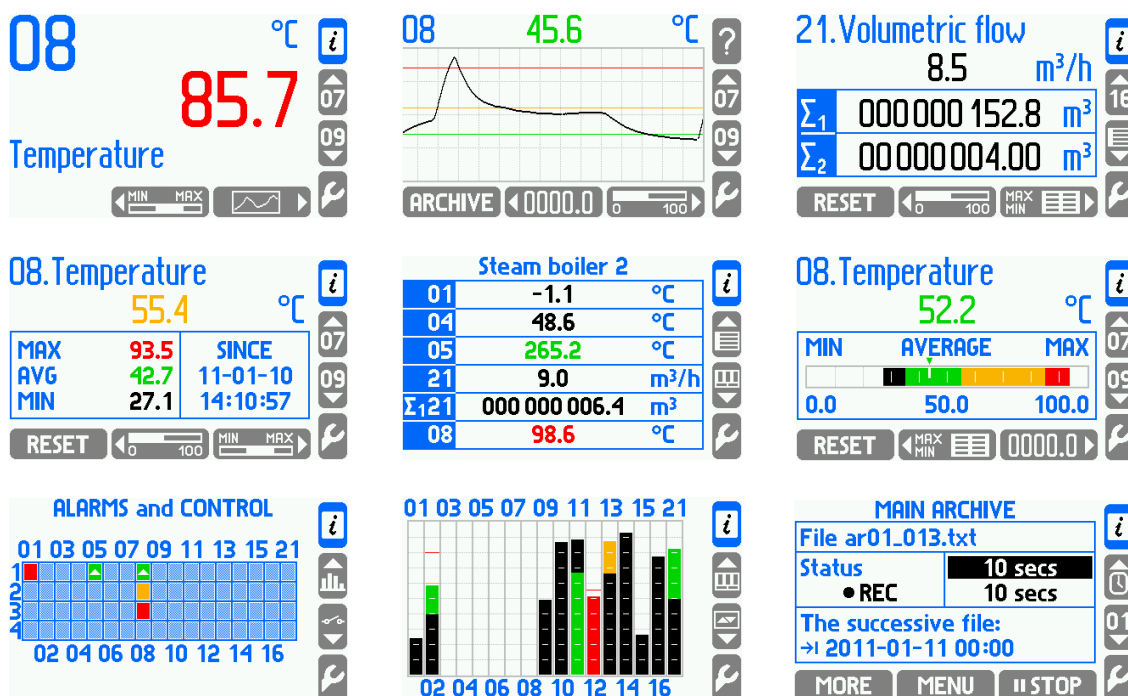 08 °C i
85.7 07
09
Temperature
MIN MAX
08 45.6 °C ?
07
09
ARCHIVE 0000.0 0 100
21.Volumetric flow i
8.5 m³/h
16
Σ1 000000 152.8 m³
Σ2 00000004.00 m³
RESET 0 100 MAX MIN
08.Temperature i
55.4 °C
07
MAX 93.5 SINCE
AVG 42.7 11-01-10 09
MIN 27.1 14:10:57
RESET 0 100 MIN MAX
Steam boiler 2 i
01 -1.1 °C
04 48.6 °C
05 265.2 °C
21 9.0 m³/h
Σ121 000 000 006.4 m³
08 98.6 °C
08.Temperature i
52.2 °C
07
MIN AVERAGE MAX
09
0.0 50.0 100.0
RESET MAX MIN 0000.0
ALARMS and CONTROL i
01 03 05 07 09 11 13 15 21
1
2
3
4
02 04 06 08 10 12 14 16
01 03 05 07 09 11 13 15 21 i
02 04 06 08 10 12 14 16
MAIN ARCHIVE i
File ar01_013.txt
Status 10 secs
●REC 10 secs
01
The successive file:
→I 2011-01-11 00:00
MORE MENU II STOP